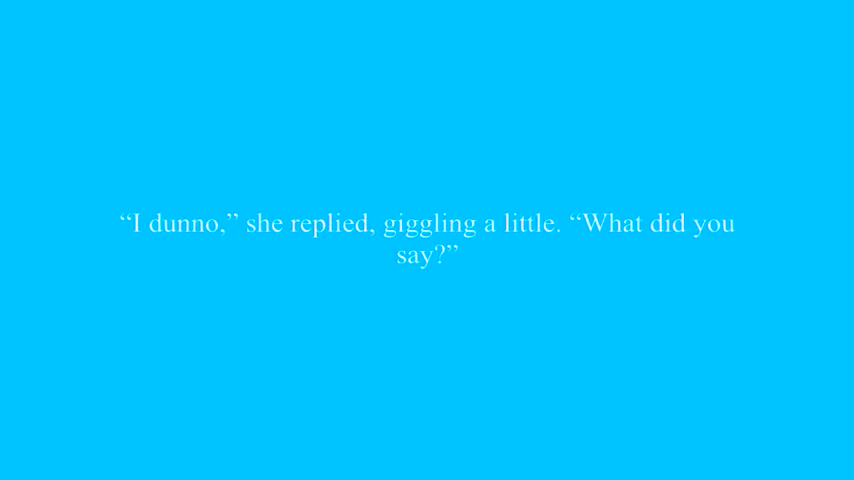 “I dunno,” she replied, giggling a little. “What did you
say?”